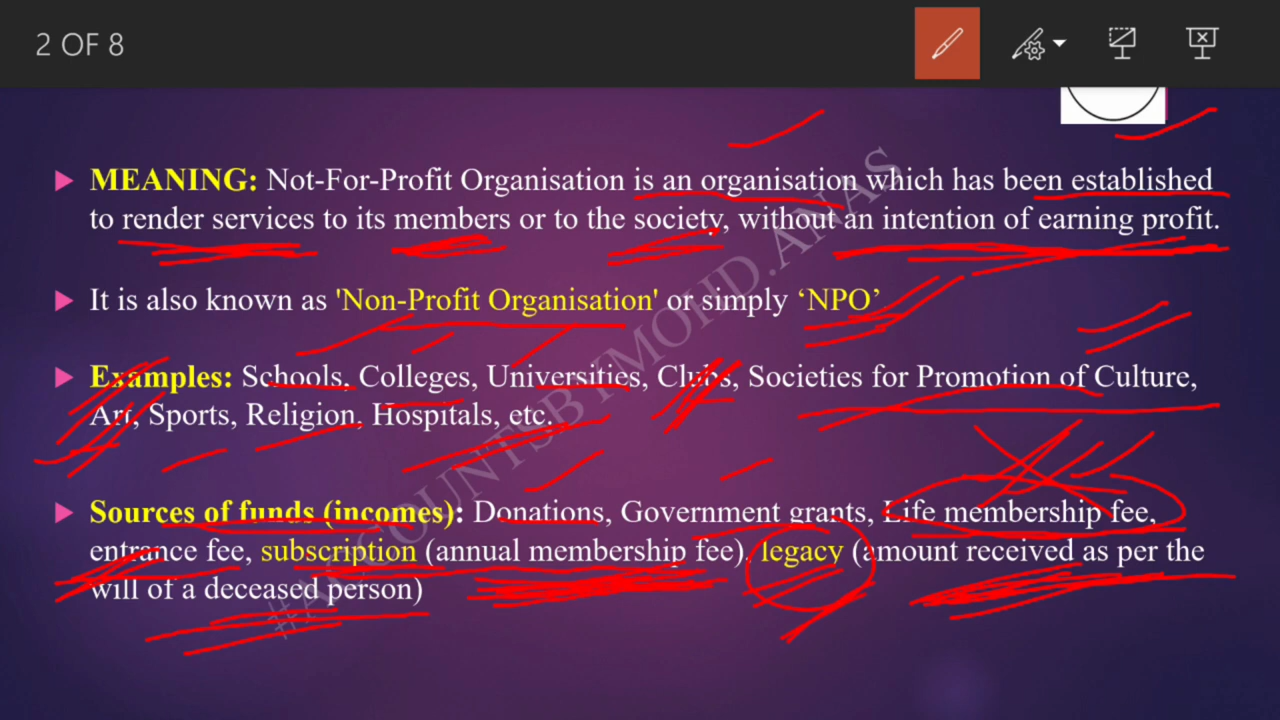 2 OF 8
MEANING: Not-For-Profit Organisation is an organisation which has been established
to render services to its members or to the society, without an intention of earning profit.
It is also known as 'Non-Profit Organisation' or simply ‘NPO’
Examples: Schools, Colleges, Universities, Clubs, Societies for Promotion of Culture,
Art, Sports, Religion, Hospitals, etc.
Sources of funds (incomes): Donations, Government grants, Life membership fee,
entrance fee, subscription (annual membership fee), legacy (amount received as per the
will of a deceased person)
#ACCOUNTSBYMOHD.ANAS